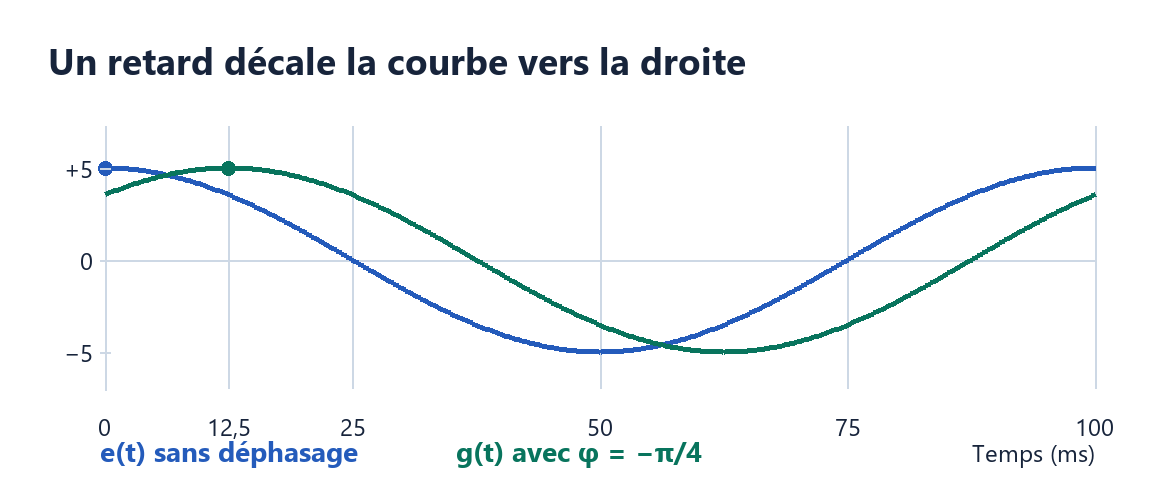 Un retard décale la courbe vers la droite
+5
0
−5
0 12,5 25 50 75 100
e(t) sans déphasage g(t) avec φ = −π/4 Temps (ms)